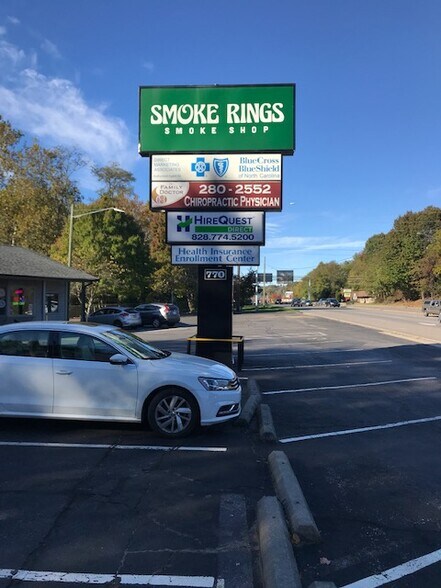 SMOKE RINGS
SMOKE SHOP
BlueCross
BlueShield
of North Carolina
FAMILY DOCTOR
280-2552
CHIROPRACTIC PHYSICIAN
HIREQUEST
DIRECT
828.774.5200
Health Insurance
Enrollment Center
770